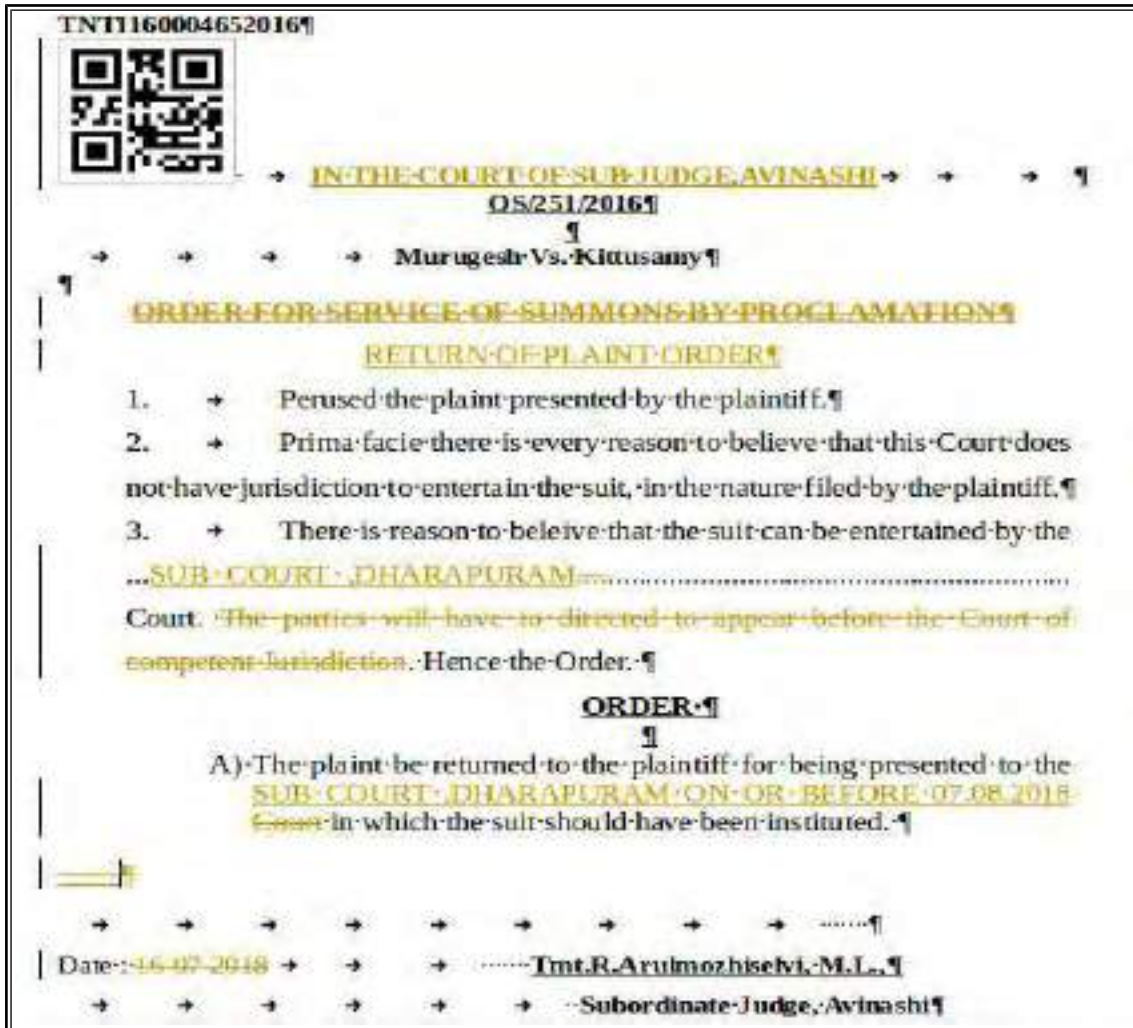 TNTI1600046520​16
IN THE COURT OF SUB JUDGE,AVINASHI
OS/251/2016
Murugesh Vs. Kittusamy
ORDER FOR SERVICE OF SUMMONS BY PROCLAMATION
RETURN OF PLAINT ORDER
1. Perused the plaint presented by the plaintiff.
2. Prima facie there is every reason to believe that this Court does
not have jurisdiction to entertain the suit, in the nature filed by the plaintiff.
3. There is reason to beleive that the suit can be entertained by the
...SUB COURT ,DHARAPURAM.......................................................
Court. The parties will have to directed to appear before the Court of
competent Jurisdiction. Hence the Order.
ORDER
A) The plaint be returned to the plaintiff for being presented to the
SUB COURT ,DHARAPURAM ON OR BEFORE 07.08.2018
Court in which the suit should have been instituted.
Date : 16-07-2018 Tmt.R.Arulmozhiselvi, M.L.,
Subordinate Judge, Avinashi